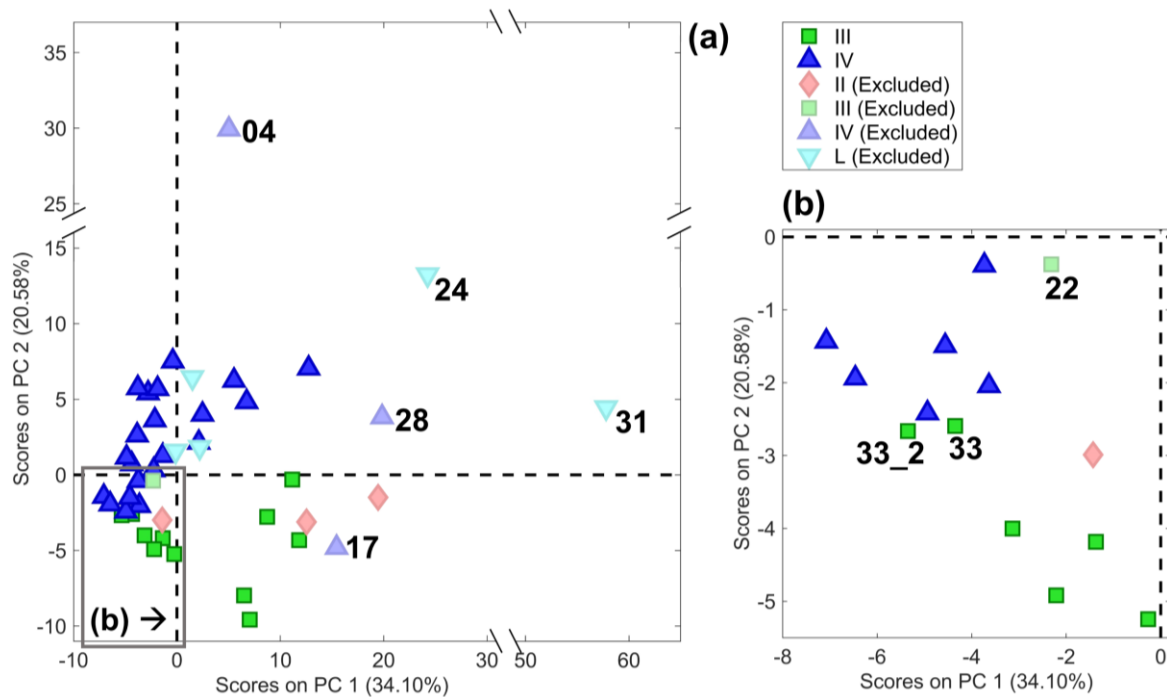 (a)
35
30
25
15
10
5
0
-5
-10
Scores on PC 2 (20.58%)
04
24
28
31
17
(b) →
-10
0
10
20
30
50
60
Scores on PC 1 (34.10%)
III
IV
II (Excluded)
III (Excluded)
IV (Excluded)
L (Excluded)
(b)
0
-1
-2
-3
-4
-5
Scores on PC 2 (20.58%)
22
33_2
33
-8
-6
-4
-2
0
Scores on PC 1 (34.10%)